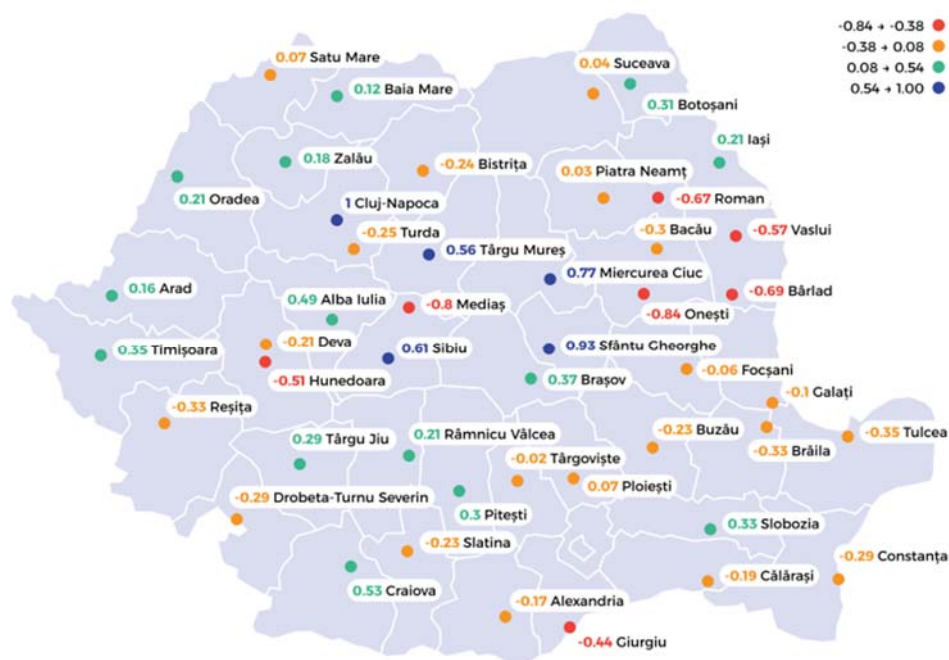 -0.84 → -0.38
-0.38 → 0.08
0.08 → 0.54
0.54 → 1.00
0.07 Satu Mare
0.04 Suceava
0.12 Baia Mare
0.31 Botoșani
0.21 Iași
0.18 Zalău
-0.24 Bistrița
0.03 Piatra Neamț
0.21 Oradea
1 Cluj-Napoca
-0.67 Roman
-0.25 Turda
-0.3 Bacău
-0.57 Vaslui
0.56 Târgu Mureș
0.77 Miercurea Ciuc
0.16 Arad
0.49 Alba Iulia
-0.8 Mediaș
-0.69 Bârlad
-0.84 Onești
0.35 Timișoara
-0.21 Deva
0.61 Sibiu
0.93 Sfântu Gheorghe
-0.06 Focșani
-0.51 Hunedoara
0.37 Brașov
-0.1 Galați
-0.33 Reșița
0.29 Târgu Jiu
0.21 Râmnicu Vâlcea
-0.23 Buzău
-0.35 Tulcea
-0.33 Brăila
-0.02 Târgoviște
0.07 Ploiești
-0.29 Drobeta-Turnu Severin
0.3 Pitești
0.33 Slobozia
-0.23 Slatina
-0.29 Constanța
-0.19 Călărași
0.53 Craiova
-0.17 Alexandria
-0.44 Giurgiu